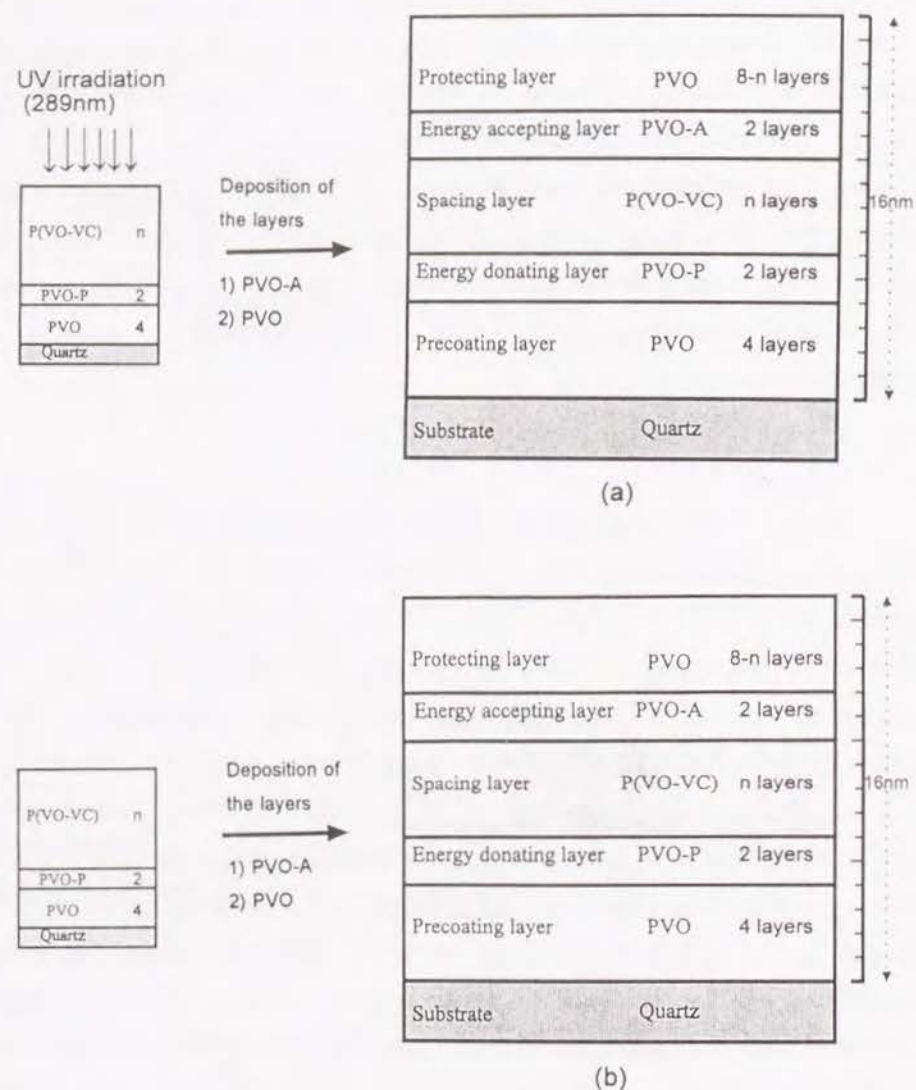 UV irradiation
(289nm)
P(VO-VC) n
PVO-P 2
PVO 4
Quartz
Deposition of
the layers
1) PVO-A
2) PVO
Protecting layer PVO 8-n layers
Energy accepting layer PVO-A 2 layers
Spacing layer P(VO-VC) n layers
Energy donating layer PVO-P 2 layers
Precoating layer PVO 4 layers
Substrate Quartz
16nm
(a)
P(VO-VC) n
PVO-P 2
PVO 4
Quartz
Deposition of
the layers
1) PVO-A
2) PVO
Protecting layer PVO 8-n layers
Energy accepting layer PVO-A 2 layers
Spacing layer P(VO-VC) n layers
Energy donating layer PVO-P 2 layers
Precoating layer PVO 4 layers
Substrate Quartz
16nm
(b)